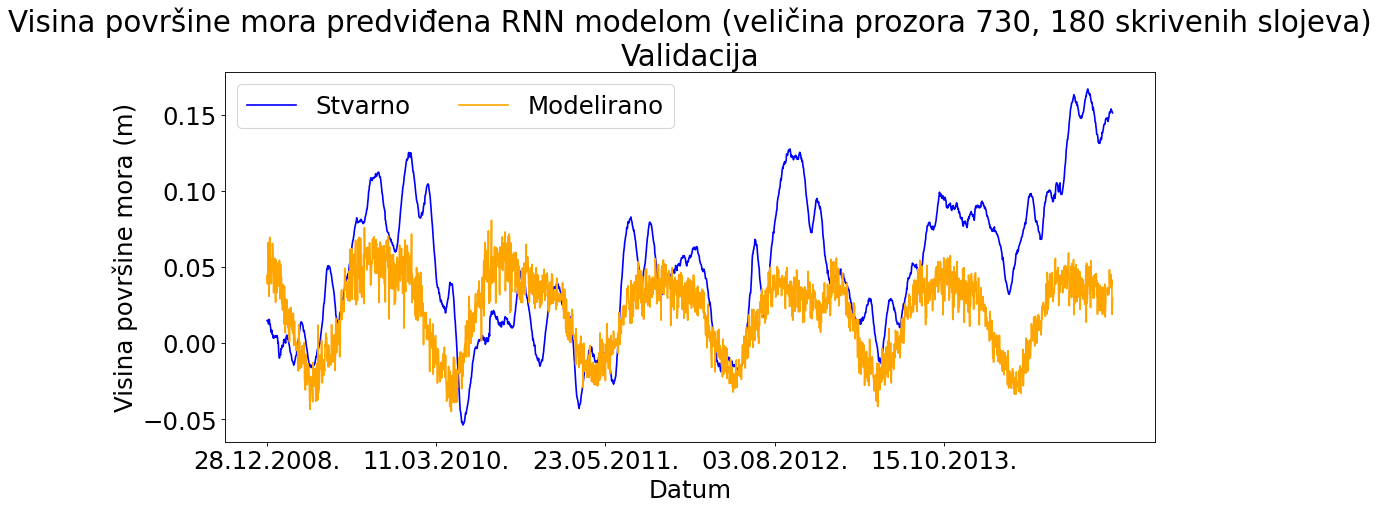 Visina površine mora predviđena RNN modelom (veličina prozora 730, 180 skrivenih slojeva)
Validacija
Stvarno Modelirano
Visina površine mora (m)
0.15
0.10
0.05
0.00
−0.05
28.12.2008. 11.03.2010. 23.05.2011. 03.08.2012. 15.10.2013.
Datum